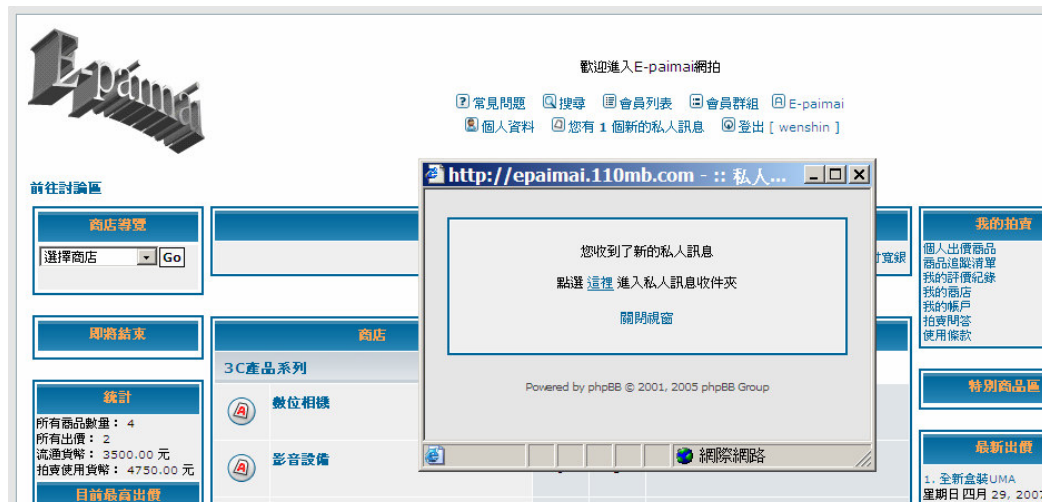 E-paimai
歡迎進入E-paimai網拍
常見問題 搜尋 會員列表 會員群組 E-paimai
個人資料 您有 1 個新的私人訊息 登出 [ wenshin ]
前往討論區
商店導覽
選擇商店 Go
即將結束
統計
所有商品數量： 4
所有出價： 2
流通貨幣： 3500.00 元
拍賣使用貨幣： 4750.00 元
目前最高出價
商店
3C產品系列
數位相機
影音設備
http://epaimai.110mb.com - :: 私人...
您收到了新的私人訊息
點選 這裡 進入私人訊息收件夾
關閉視窗
Powered by phpBB © 2001, 2005 phpBB Group
網際網路
寬銀
我的拍賣
個人出價商品
商品追蹤清單
我的評價紀錄
我的商店
我的帳戶
拍賣問答
使用條款
特別商品區
最新出價
1. 全新盒裝UMA
星期日 四月 29, 2007